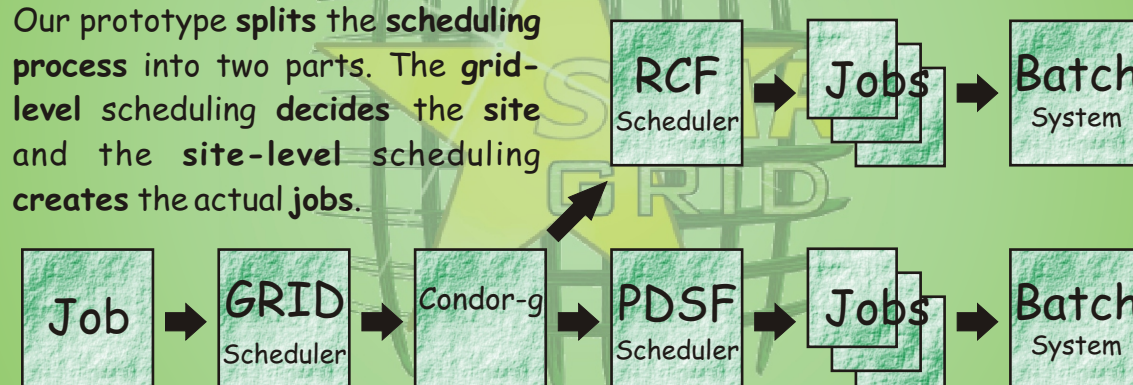 Our prototype splits the scheduling
process into two parts. The grid-
level scheduling decides the site
and the site-level scheduling
creates the actual jobs.
RCF
Scheduler
Jobs
Batch
System
STAR
GRID
Job
GRID
Scheduler
Condor-g
PDSF
Scheduler
Jobs
Batch
System